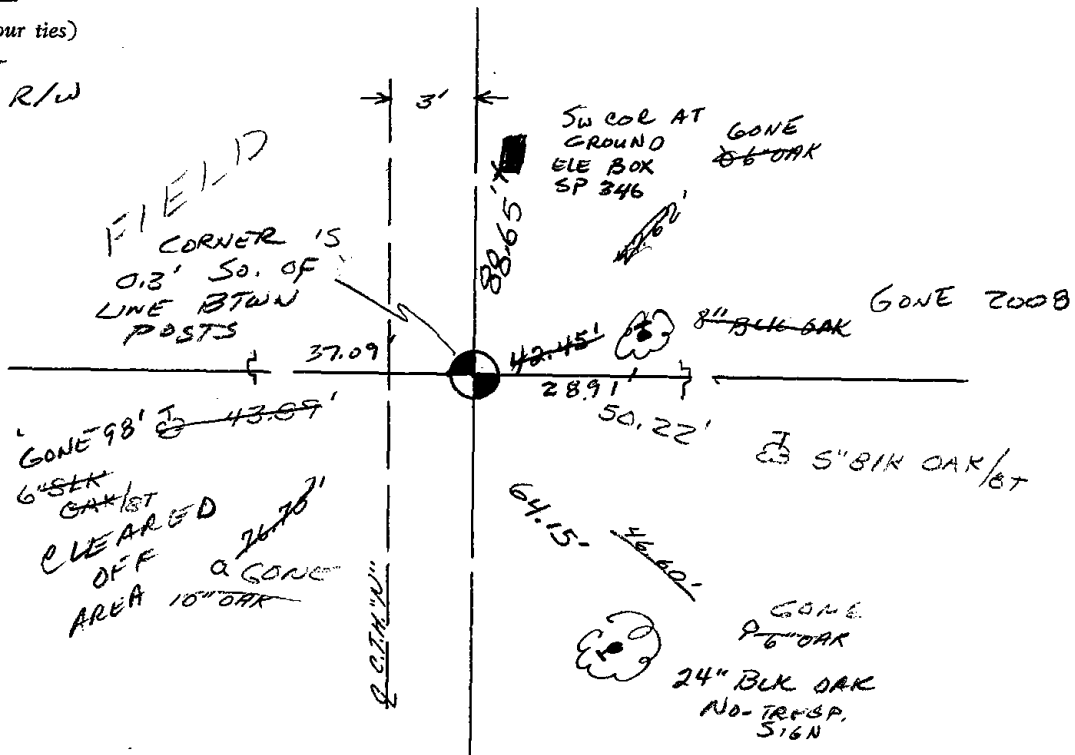 our ties)
R/W
3'
FIELD
SW COR AT
GROUND
ELE BOX
SP 346
GONE
6" OAK
88.65'
CORNER IS
0.3' SO. OF
LINE BTWN
POSTS
8" BLK OAK
GONE 2008
42.45'
37.09'
28.91'
50.22'
5" BLK OAK/BT
GONE 98'
43.89'
6" BLK
OAK/BT
CLEARED
OFF
AREA
GONE
10" OAK
64.15'
46.60'
C.T.H. "N"
GONE
6" OAK
24" BLK OAK
NO-TRESP.
SIGN